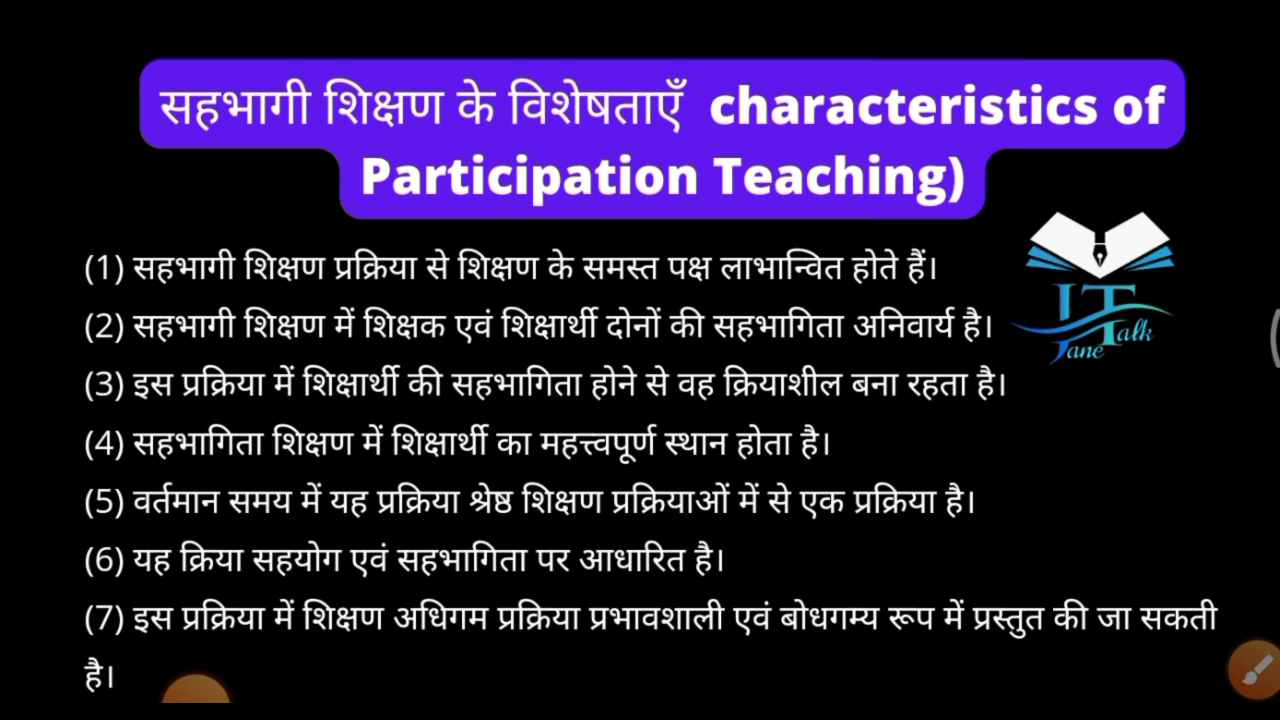 सहभागी शिक्षण के विशेषताएँ characteristics of
Participation Teaching)
(1) सहभागी शिक्षण प्रक्रिया से शिक्षण के समस्त पक्ष लाभान्वित होते हैं।
(2) सहभागी शिक्षण में शिक्षक एवं शिक्षार्थी दोनों की सहभागिता अनिवार्य है।
(3) इस प्रक्रिया में शिक्षार्थी की सहभागिता होने से वह क्रियाशील बना रहता है।
(4) सहभागिता शिक्षण में शिक्षार्थी का महत्त्वपूर्ण स्थान होता है।
(5) वर्तमान समय में यह प्रक्रिया श्रेष्ठ शिक्षण प्रक्रियाओं में से एक प्रक्रिया है।
(6) यह क्रिया सहयोग एवं सहभागिता पर आधारित है।
(7) इस प्रक्रिया में शिक्षण अधिगम प्रक्रिया प्रभावशाली एवं बोधगम्य रूप में प्रस्तुत की जा सकती
है।
JT
Jane Talk